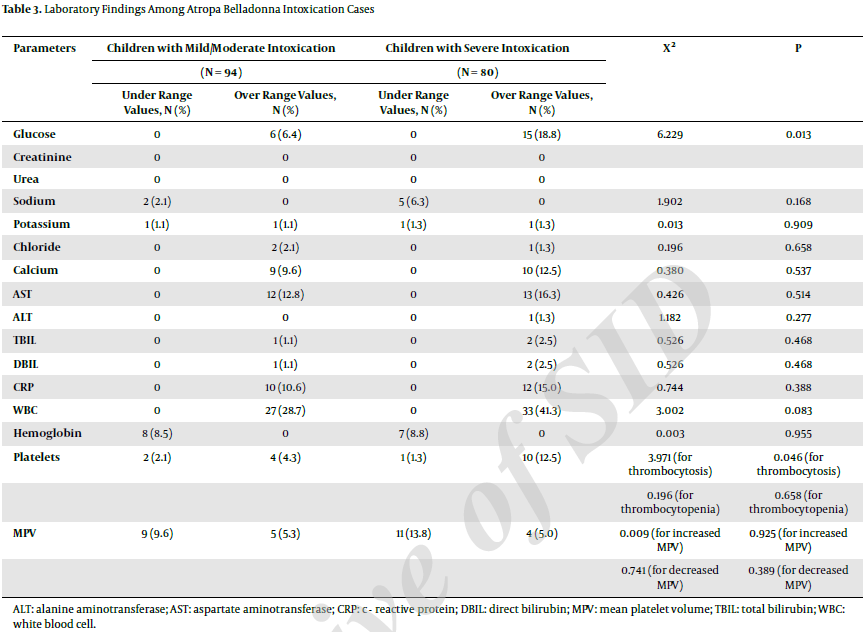 Table 3. Laboratory Findings Among Atropa Belladonna Intoxication Cases
Parameters Children with Mild/Moderate Intoxication Children with Severe Intoxication X² P
(N = 94) (N = 80)
Under Range Values, N (%) Over Range Values, N (%) Under Range Values, N (%) Over Range Values, N (%)
Glucose 0 6 (6.4) 0 15 (18.8) 6.229 0.013
Creatinine 0 0 0 0
Urea 0 0 0 0
Sodium 2 (2.1) 0 5 (6.3) 0 1.902 0.168
Potassium 1 (1.1) 1 (1.1) 1 (1.3) 1 (1.3) 0.013 0.909
Chloride 0 2 (2.1) 0 1 (1.3) 0.196 0.658
Calcium 0 9 (9.6) 0 10 (12.5) 0.380 0.537
AST 0 12 (12.8) 0 13 (16.3) 0.426 0.514
ALT 0 0 0 1 (1.3) 1.182 0.277
TBIL 0 1 (1.1) 0 2 (2.5) 0.526 0.468
DBIL 0 1 (1.1) 0 2 (2.5) 0.526 0.468
CRP 0 10 (10.6) 0 12 (15.0) 0.744 0.388
WBC 0 27 (28.7) 0 33 (41.3) 3.002 0.083
Hemoglobin 8 (8.5) 0 7 (8.8) 0 0.003 0.955
Platelets 2 (2.1) 4 (4.3) 1 (1.3) 10 (12.5) 3.971 (for thrombocytosis) 0.046 (for thrombocytosis)
0.196 (for thrombocytopenia) 0.658 (for thrombocytopenia)
MPV 9 (9.6) 5 (5.3) 11 (13.8) 4 (5.0) 0.009 (for increased MPV) 0.925 (for increased MPV)
0.741 (for decreased MPV) 0.389 (for decreased MPV)
ALT: alanine aminotransferase; AST: aspartate aminotransferase; CRP: c - reactive protein; DBIL: direct bilirubin; MPV: mean platelet volume; TBIL: total bilirubin; WBC:
white blood cell.
ive of SID